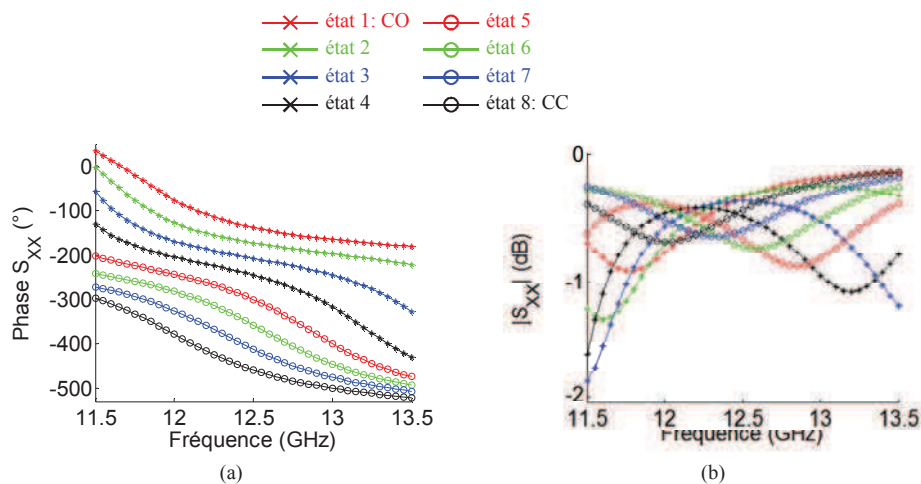 état 1: CO
état 5
état 2
état 6
état 3
état 7
état 4
état 8: CC
0
-100
-200
-300
-400
-500
Phase S_XX (°)
11.5 12 12.5 13 13.5
Fréquence (GHz)
(a)
0
-1
-2
|S_XX| (dB)
11.5 12 12.5 13 13.5
Fréquence (GHz)
(b)